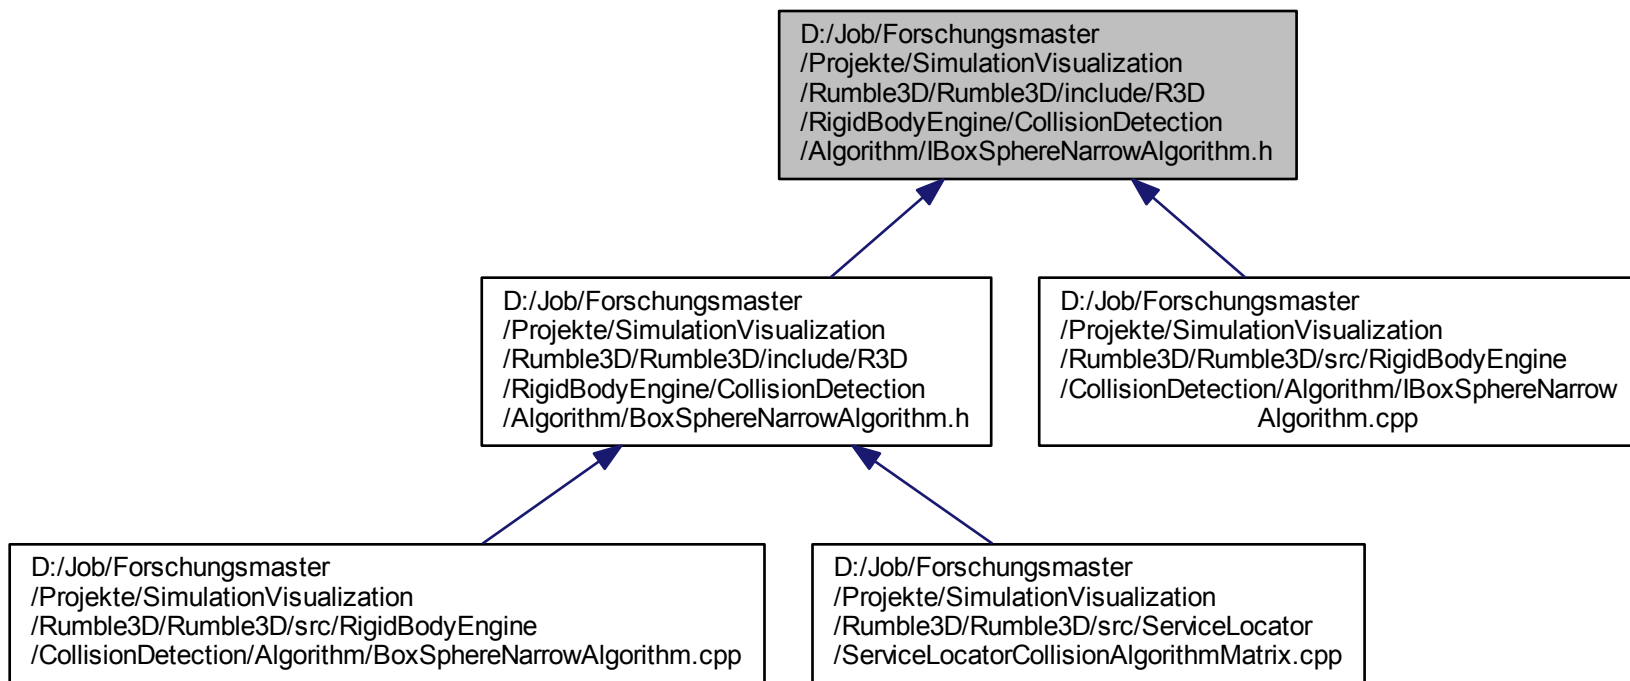 D:/Job/Forschungsmaster
/Projekte/SimulationVisualization
/Rumble3D/Rumble3D/include/R3D
/RigidBodyEngine/CollisionDetection
/Algorithm/IBoxSphereNarrowAlgorithm.h
D:/Job/Forschungsmaster
/Projekte/SimulationVisualization
/Rumble3D/Rumble3D/include/R3D
/RigidBodyEngine/CollisionDetection
/Algorithm/BoxSphereNarrowAlgorithm.h
D:/Job/Forschungsmaster
/Projekte/SimulationVisualization
/Rumble3D/Rumble3D/src/RigidBodyEngine
/CollisionDetection/Algorithm/IBoxSphereNarrow
Algorithm.cpp
D:/Job/Forschungsmaster
/Projekte/SimulationVisualization
/Rumble3D/Rumble3D/src/RigidBodyEngine
/CollisionDetection/Algorithm/BoxSphereNarrowAlgorithm.cpp
D:/Job/Forschungsmaster
/Projekte/SimulationVisualization
/Rumble3D/Rumble3D/src/ServiceLocator
/ServiceLocatorCollisionAlgorithmMatrix.cpp